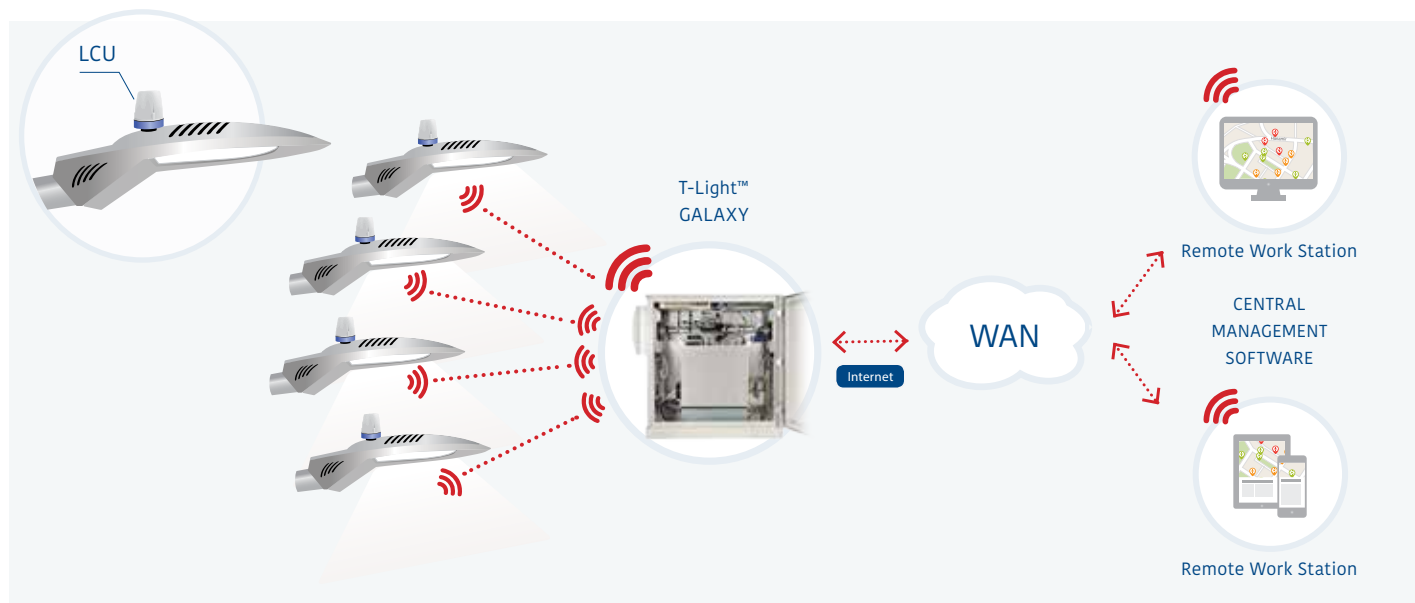 LCU
T-Light™
GALAXY
Internet
WAN
Remote Work Station
CENTRAL
MANAGEMENT
SOFTWARE
Remote Work Station